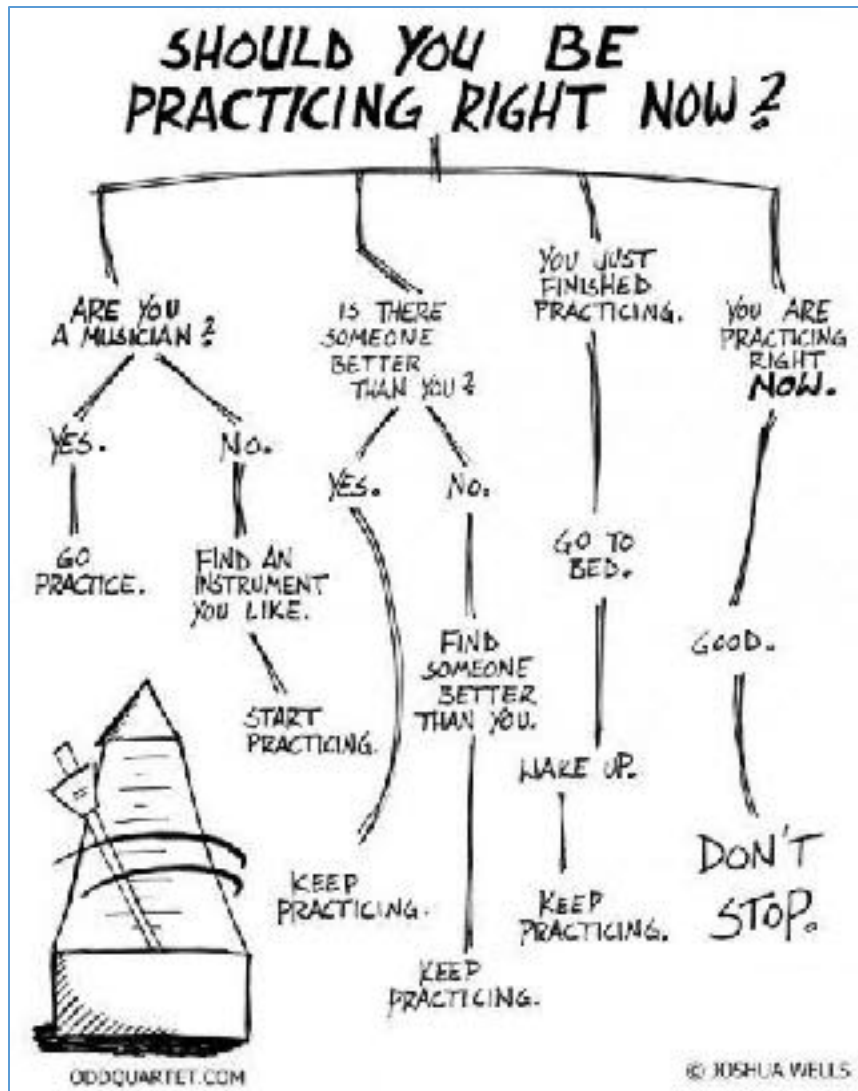 SHOULD YOU BE
PRACTICING RIGHT NOW?
ARE YOU
A MUSICIAN?
YES.
GO
PRACTICE.
NO.
FIND AN
INSTRUMENT
YOU LIKE.
START
PRACTICING.
IS THERE
SOMEONE
BETTER
THAN YOU?
YES.
KEEP
PRACTICING.
NO.
FIND
SOMEONE
BETTER
THAN YOU.
KEEP
PRACTICING.
YOU JUST
FINISHED
PRACTICING.
GO TO
BED.
WAKE UP.
KEEP
PRACTICING.
YOU ARE
PRACTICING
RIGHT
NOW.
GOOD.
DON'T
STOP.
ODDQUARTET.COM
© JOSHUA WELLS